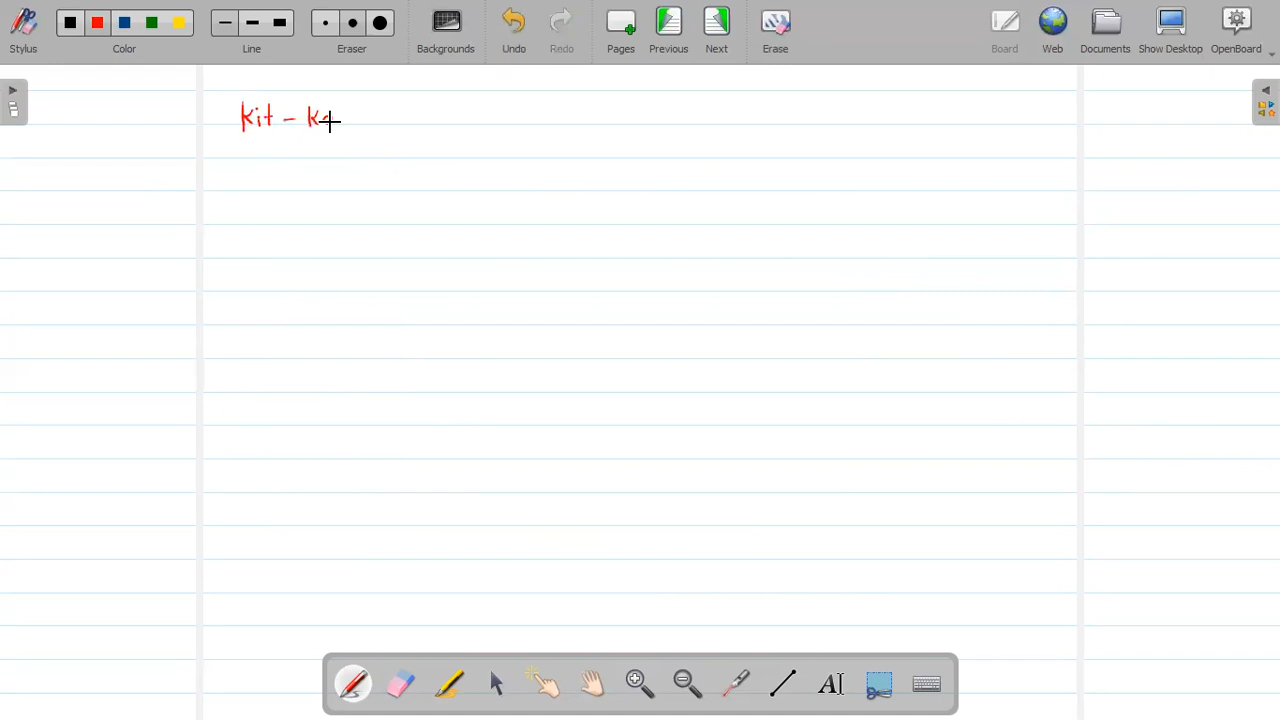 Stylus
Color
Line
Eraser
Backgrounds
Undo
Redo
Pages
Previous
Next
Erase
Board
Web
Documents
Show Desktop
OpenBoard
Kit -